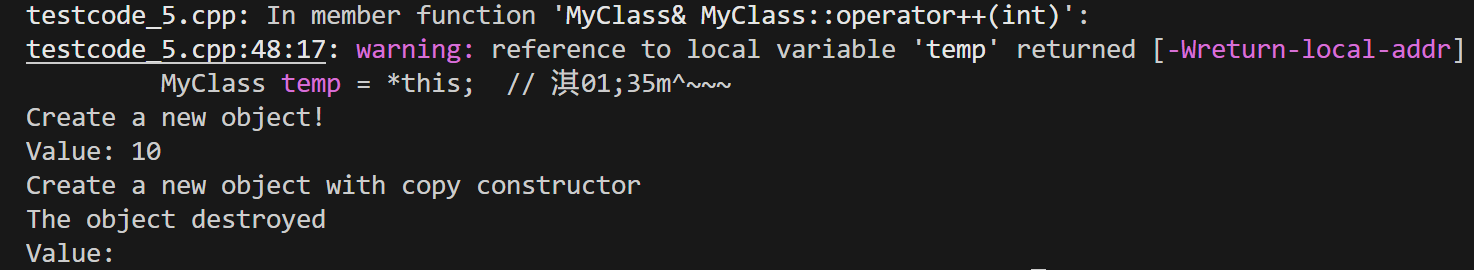 testcode_5.cpp: In member function 'MyClass& MyClass::operator++(int)':
testcode_5.cpp:48:17: warning: reference to local variable 'temp' returned [-Wreturn-local-addr]
MyClass temp = *this;  // 淇01;35m^~~~
Create a new object!
Value: 10
Create a new object with copy constructor
The object destroyed
Value: